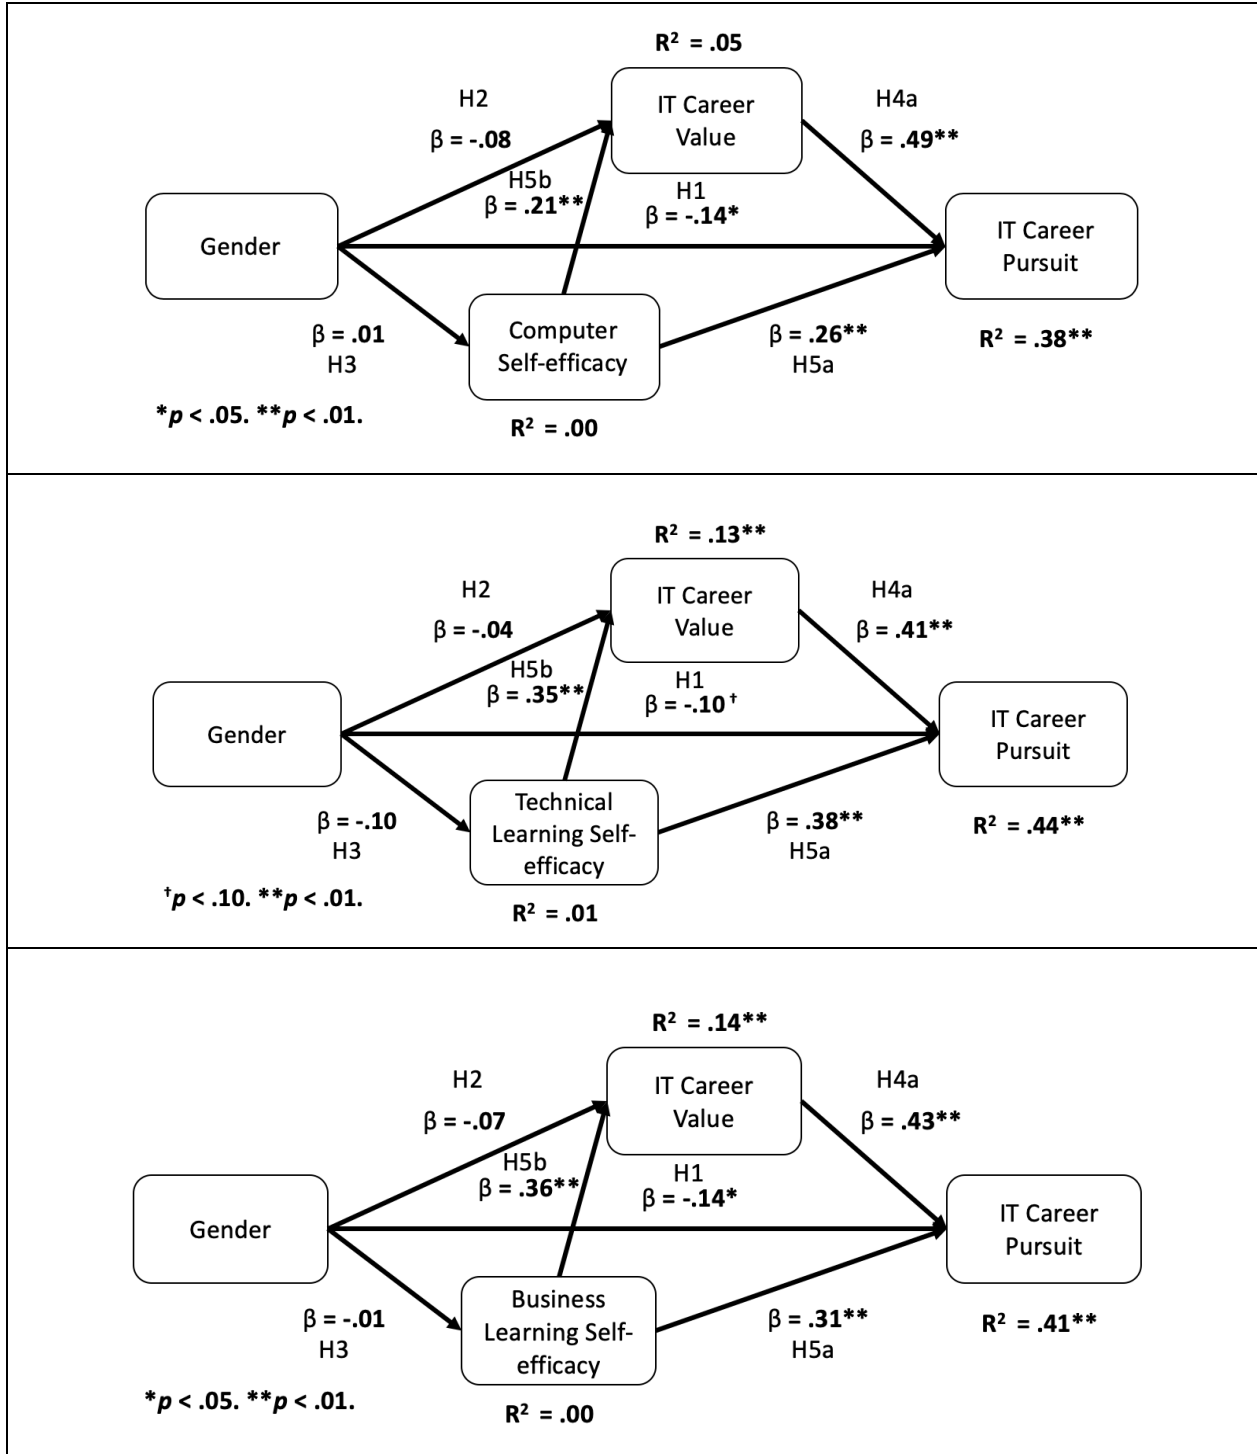 R² = .05
H2
β = -.08
IT Career
Value
H4a
β = .49**
H5b
β = .21**
H1
β = -.14*
Gender
IT Career
Pursuit
β = .01
H3
Computer
Self-efficacy
β = .26**
H5a
R² = .38**
*p < .05. **p < .01.
R² = .00
R² = .13**
H2
β = -.04
IT Career
Value
H4a
β = .41**
H5b
β = .35**
H1
β = -.10 †
Gender
IT Career
Pursuit
β = -.10
H3
Technical
Learning Self-
efficacy
β = .38**
H5a
R² = .44**
†p < .10. **p < .01.
R² = .01
R² = .14**
H2
β = -.07
IT Career
Value
H4a
β = .43**
H5b
β = .36**
H1
β = -.14*
Gender
IT Career
Pursuit
β = -.01
H3
Business
Learning Self-
efficacy
β = .31**
H5a
R² = .41**
*p < .05. **p < .01.
R² = .00